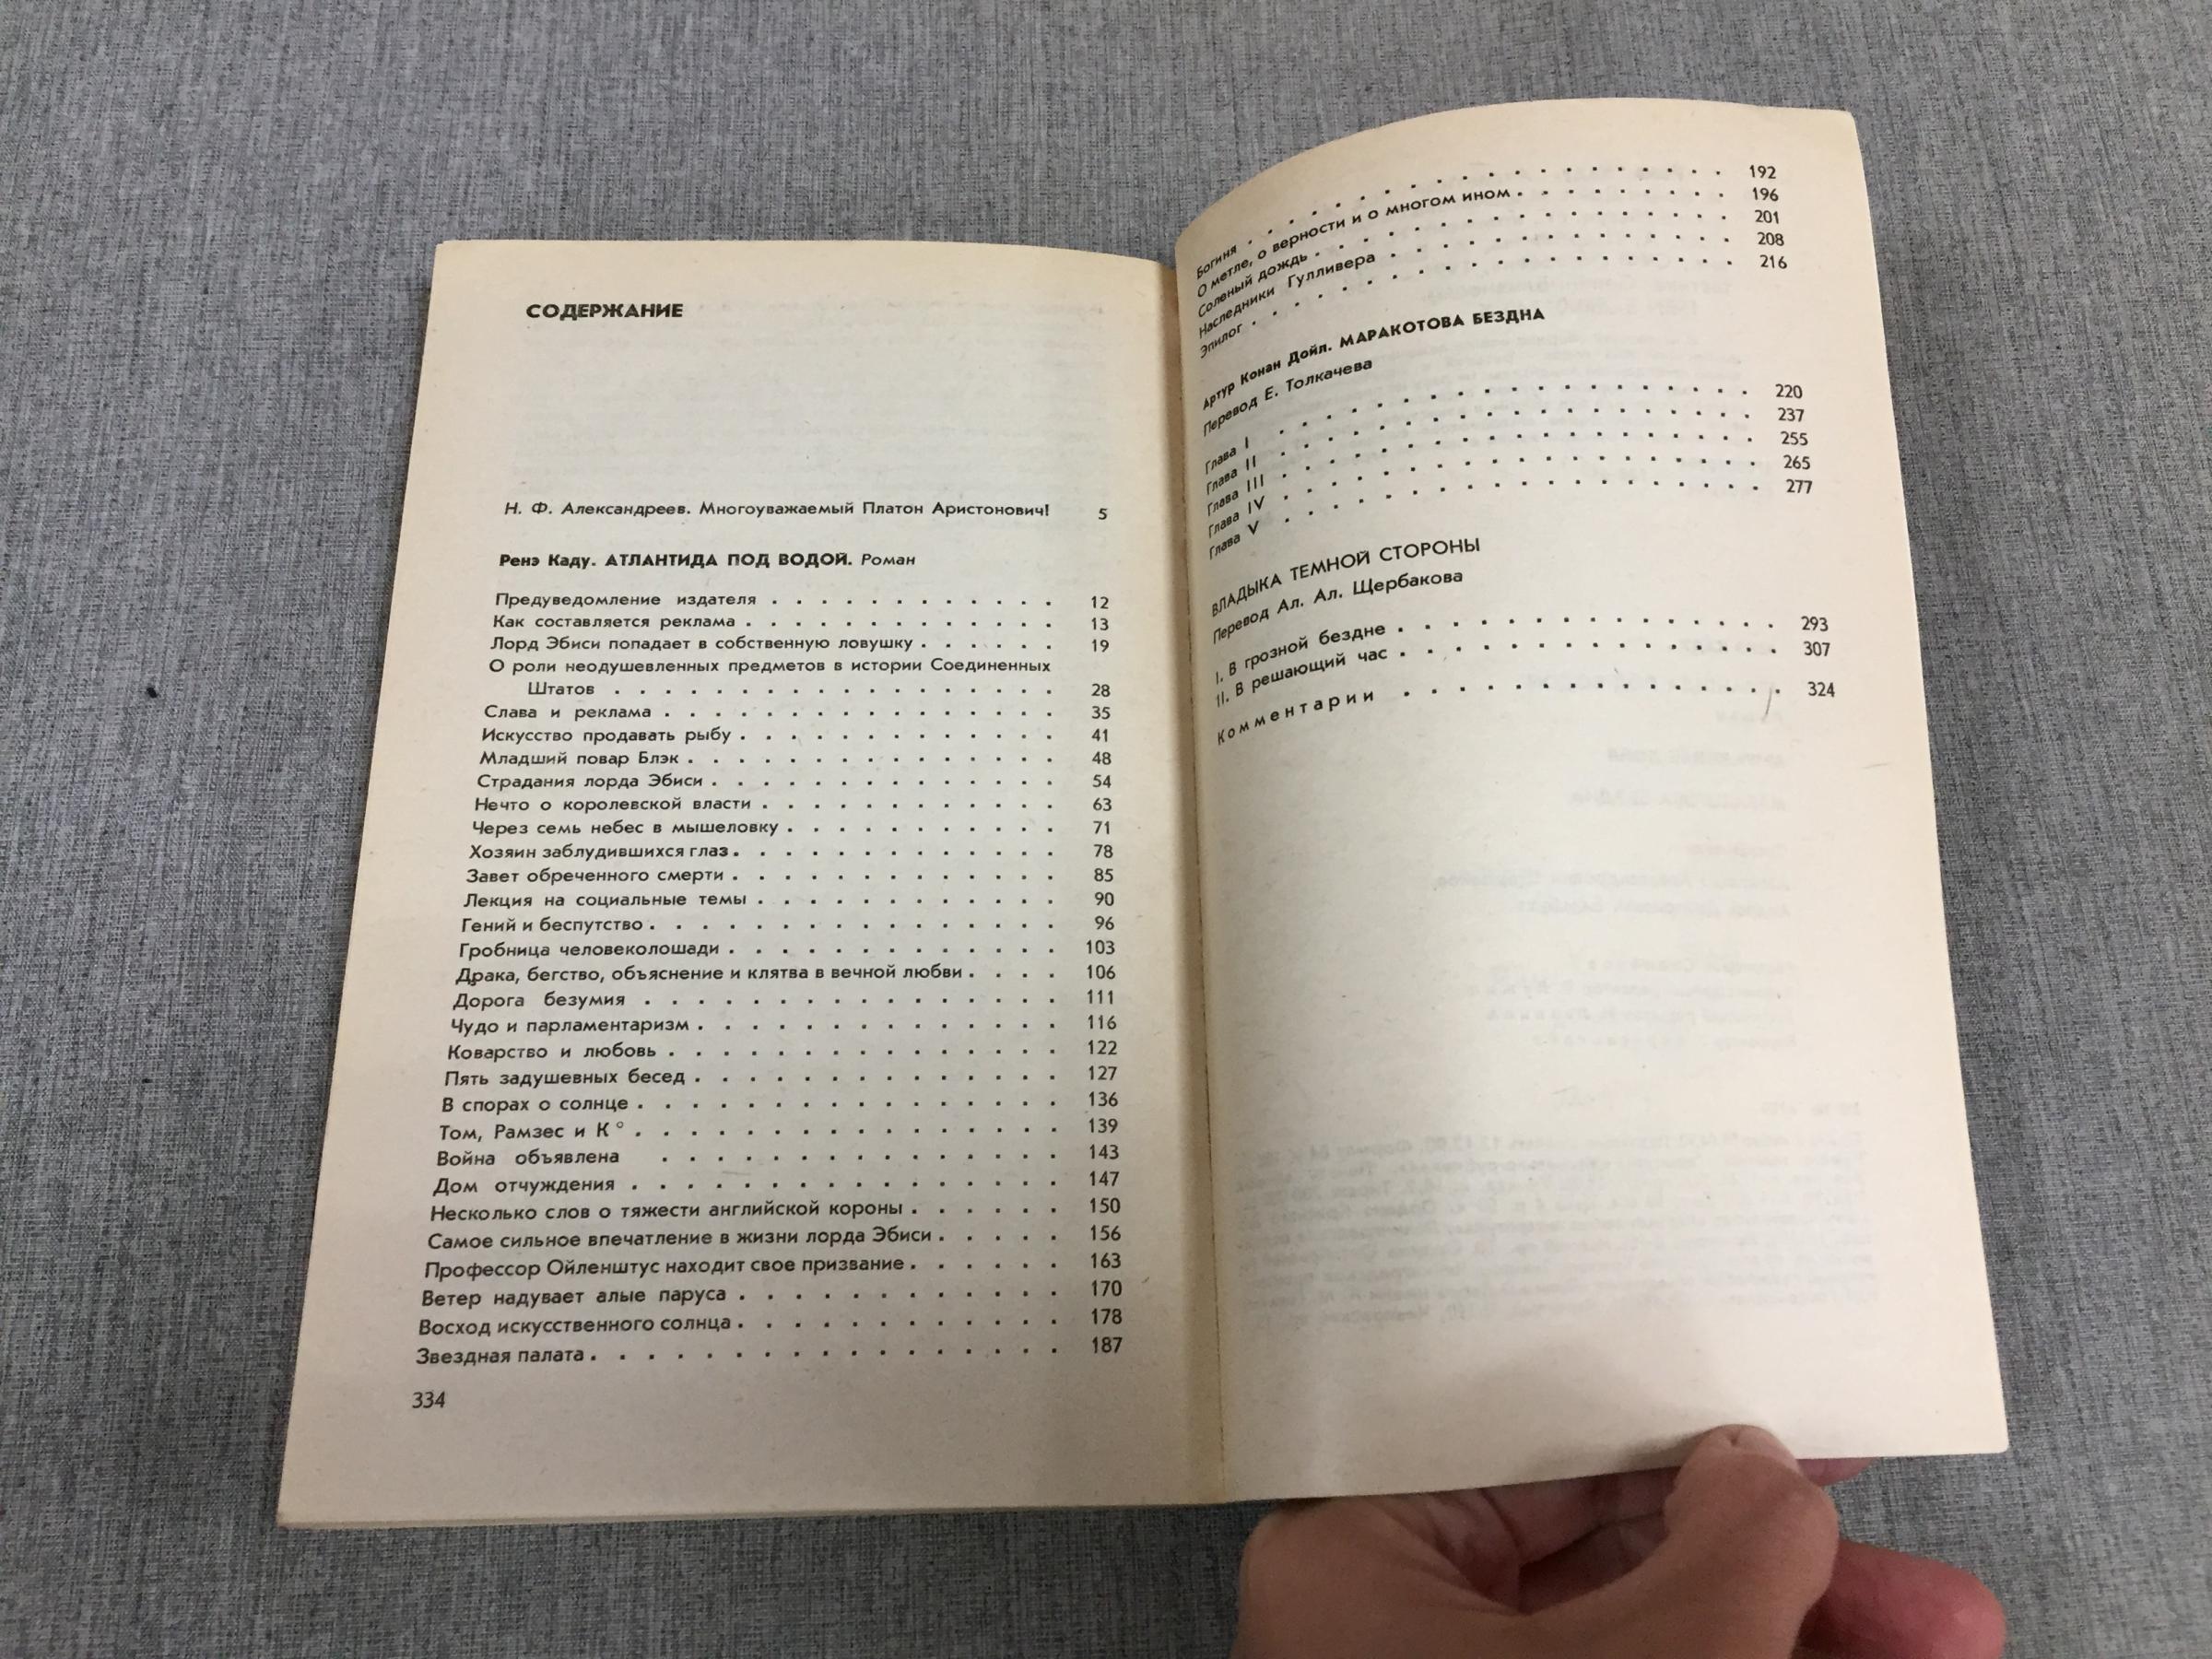 СОДЕРЖАНИЕ
Н. Ф. Александреев. Многоуважаемый Платон Аристонович! 5
Ренэ Каду. АТЛАНТИДА ПОД ВОДОЙ. Роман
Предуведомление издателя . . . . . . . . . . . 12
Как составляется реклама . . . . . . . . . . . . 13
Лорд Эбиси попадает в собственную ловушку . . . . . . 19
О роли неодушевленных предметов в истории Соединенных
Штатов . . . . . . . . . . . . . . . . . 28
Слава и реклама . . . . . . . . . . . . . . . 35
Искусство продавать рыбу . . . . . . . . . . . . 41
Младший повар Блэк . . . . . . . . . . . . . . 48
Страдания лорда Эбиси . . . . . . . . . . . . . 54
Нечто о королевской власти . . . . . . . . . . . 63
Через семь небес в мышеловку . . . . . . . . . . 71
Хозяин заблудившихся глаз . . . . . . . . . . . . 78
Завет обреченного смерти . . . . . . . . . . . . 85
Лекция на социальные темы . . . . . . . . . . . 90
Гений и беспутство . . . . . . . . . . . . . . . 96
Гробница человеколошади . . . . . . . . . . . . 103
Драка, бегство, объяснение и клятва в вечной любви . . . . 106
Дорога безумия . . . . . . . . . . . . . . . 111
Чудо и парламентаризм . . . . . . . . . . . . . 116
Коварство и любовь . . . . . . . . . . . . . . 122
Пять задушевных бесед . . . . . . . . . . . . . 127
В спорах о солнце . . . . . . . . . . . . . . . 136
Том, Рамзес и К° . . . . . . . . . . . . . . . 139
Война объявлена . . . . . . . . . . . . . . 143
Дом отчуждения . . . . . . . . . . . . . . . 147
Несколько слов о тяжести английской короны . . . . . . 150
Самое сильное впечатление в жизни лорда Эбиси . . . . . 156
Профессор Ойленштус находит свое призвание . . . . . . 163
Ветер надувает алые паруса . . . . . . . . . . . 170
Восход искусственного солнца . . . . . . . . . . . 178
Звездная палата . . . . . . . . . . . . . . . . 187
334
Богиня . . . . . . . . . . . . . . . . . . 192
О метле, о верности и о многом ином . . . . . . . . 196
Соленый дождь . . . . . . . . . . . . . . . 201
Наследники Гулливера . . . . . . . . . . . . . 208
Эпилог . . . . . . . . . . . . . . . . . . 216
Артур Конан Дойл. МАРАКОТОВА БЕЗДНА
Перевод Е. Толкачева
Глава I . . . . . . . . . . . . . . . . . 220
Глава II . . . . . . . . . . . . . . . . . 237
Глава III . . . . . . . . . . . . . . . . . 255
Глава IV . . . . . . . . . . . . . . . . . 265
Глава V . . . . . . . . . . . . . . . . . 277
ВЛАДЫКА ТЕМНОЙ СТОРОНЫ
Перевод Ал. Ал. Щербакова
I. В грозной бездне . . . . . . . . . . . . . . 293
II. В решающий час . . . . . . . . . . . . . . 307
Комментарии . . . . . . . . . . . . . . 324